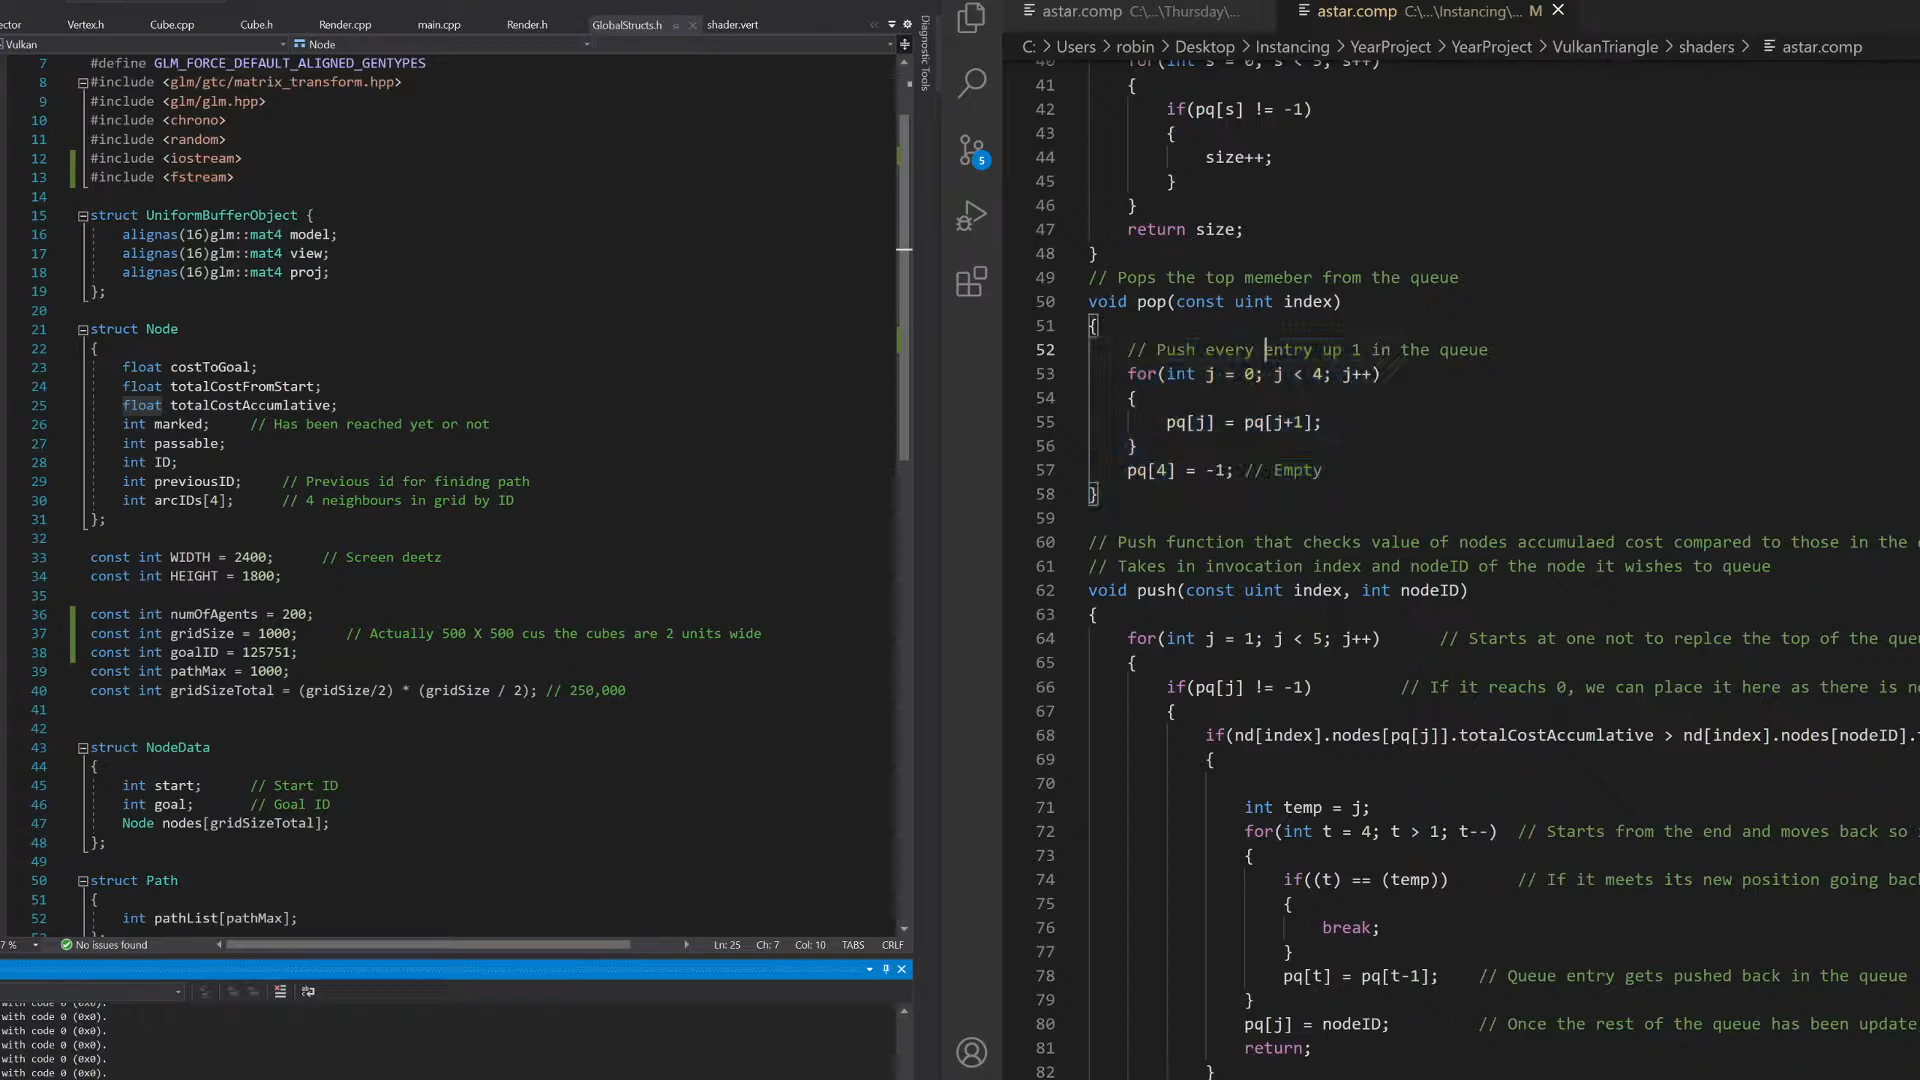 ector Vertex.h Cube.cpp Cube.h Render.cpp main.cpp Render.h GlobalStructs.h shader.vert
Vulkan Node
7 #define GLM_FORCE_DEFAULT_ALIGNED_GENTYPES
8 #include <glm/gtc/matrix_transform.hpp>
9 #include <glm/glm.hpp>
10 #include <chrono>
11 #include <random>
12 #include <iostream>
13 #include <fstream>
14
15 struct UniformBufferObject {
16 alignas(16)glm::mat4 model;
17 alignas(16)glm::mat4 view;
18 alignas(16)glm::mat4 proj;
19 };
20
21 struct Node
22 {
23 float costToGoal;
24 float totalCostFromStart;
25 float totalCostAccumlative;
26 int marked; // Has been reached yet or not
27 int passable;
28 int ID;
29 int previousID; // Previous id for finidng path
30 int arcIDs[4]; // 4 neighbours in grid by ID
31 };
32
33 const int WIDTH = 2400; // Screen deetz
34 const int HEIGHT = 1800;
35
36 const int numOfAgents = 200;
37 const int gridSize = 1000; // Actually 500 X 500 cus the cubes are 2 units wide
38 const int goalID = 125751;
39 const int pathMax = 1000;
40 const int gridSizeTotal = (gridSize/2) * (gridSize / 2); // 250,000
41
42
43 struct NodeData
44 {
45 int start; // Start ID
46 int goal; // Goal ID
47 Node nodes[gridSizeTotal];
48 };
49
50 struct Path
51 {
52 int pathList[pathMax];
7 % No issues found Ln: 25 Ch: 7 Col: 10 TABS CRLF
with code 0 (0x0).
with code 0 (0x0).
with code 0 (0x0).
with code 0 (0x0).
with code 0 (0x0).
with code 0 (0x0).
Diagnostic Tools
5
astar.comp C:\...\Thursday\... astar.comp C:\...\Instancing\... M
C: > Users > robin > Desktop > Instancing > YearProject > YearProject > VulkanTriangle > shaders > astar.comp
40 for(int s = 0; s < 5; s++)
41 {
42 if(pq[s] != -1)
43 {
44 size++;
45 }
46 }
47 return size;
48 }
49 // Pops the top memeber from the queue
50 void pop(const uint index)
51 {
52 // Push every entry up 1 in the queue
53 for(int j = 0; j < 4; j++)
54 {
55 pq[j] = pq[j+1];
56 }
57 pq[4] = -1; // Empty
58 }
59
60 // Push function that checks value of nodes accumulaed cost compared to those in the
61 // Takes in invocation index and nodeID of the node it wishes to queue
62 void push(const uint index, int nodeID)
63 {
64 for(int j = 1; j < 5; j++) // Starts at one not to replce the top of the que
65 {
66 if(pq[j] != -1) // If it reachs 0, we can place it here as there is n
67 {
68 if(nd[index].nodes[pq[j]].totalCostAccumlative > nd[index].nodes[nodeID].
69 {
70
71 int temp = j;
72 for(int t = 4; t > 1; t--) // Starts from the end and moves back so
73 {
74 if((t) == (temp)) // If it meets its new position going bac
75 {
76 break;
77 }
78 pq[t] = pq[t-1]; // Queue entry gets pushed back in the queue
79 }
80 pq[j] = nodeID; // Once the rest of the queue has been update
81 return;
82 }